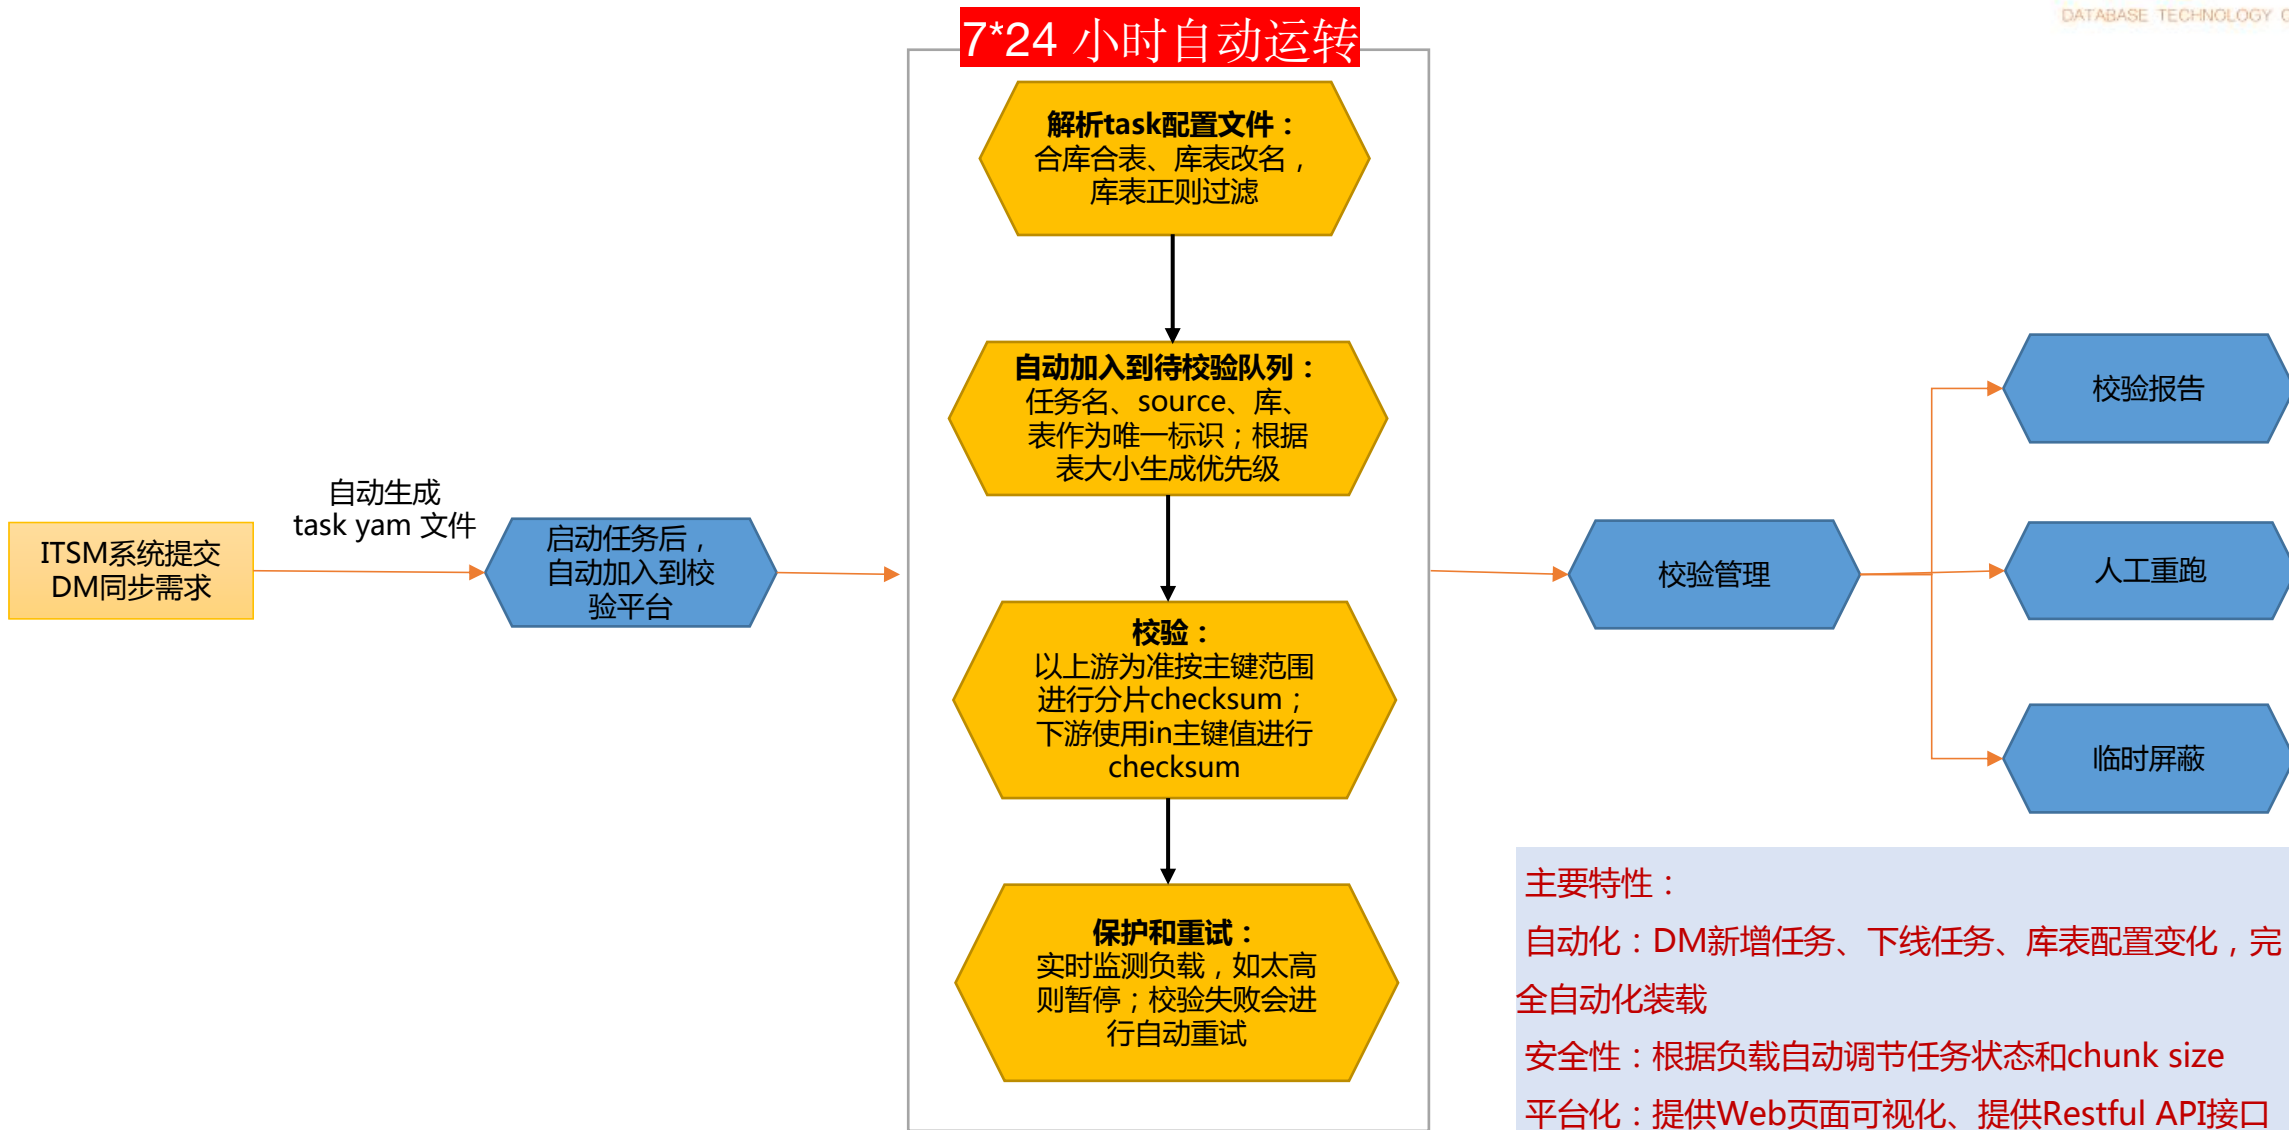 DATABASE TECHNOLOGY
7*24 小时自动运转
解析task配置文件：
合库合表、库表改名，
库表正则过滤
自动加入到待校验队列：
任务名、source、库、
表作为唯一标识；根据
表大小生成优先级
自动生成
task yam 文件
ITSM系统提交
DM同步需求
启动任务后，
自动加入到校
验平台
校验：
以上游为准按主键范围
进行分片checksum；
下游使用in主键值进行
checksum
保护和重试：
实时监测负载，如太高
则暂停；校验失败会进
行自动重试
校验管理
校验报告
人工重跑
临时屏蔽
主要特性：
自动化：DM新增任务、下线任务、库表配置变化，完
全自动化装载
安全性：根据负载自动调节任务状态和chunk size
平台化：提供Web页面可视化、提供Restful API接口